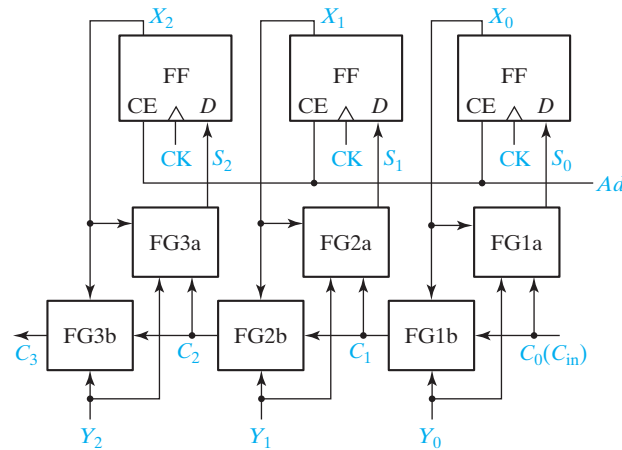 X₂ X₁ X₀
FF FF FF
CE D CE D CE D
CK S₂ CK S₁ CK S₀
Ad
FG3a FG2a FG1a
FG3b FG2b FG1b
C₃ C₂ C₁ C₀(Cᵢₙ)
Y₂ Y₁ Y₀